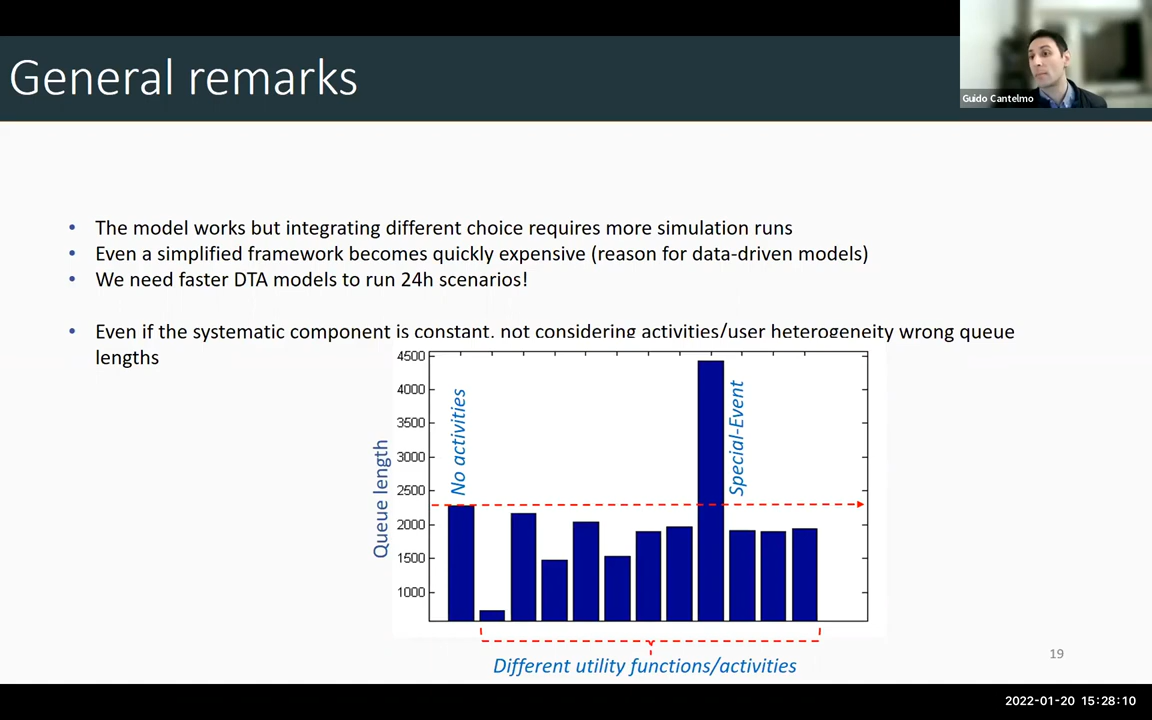 General remarks
Guido Cantelmo
• The model works but integrating different choice requires more simulation runs
• Even a simplified framework becomes quickly expensive (reason for data-driven models)
• We need faster DTA models to run 24h scenarios!
• Even if the systematic component is constant, not considering activities/user heterogeneity wrong queue
lengths
4500
4000
3500
3000
2500
2000
1500
1000
Queue length
No activities
Special-Event
Different utility functions/activities
19
2022-01-20 15:28:10